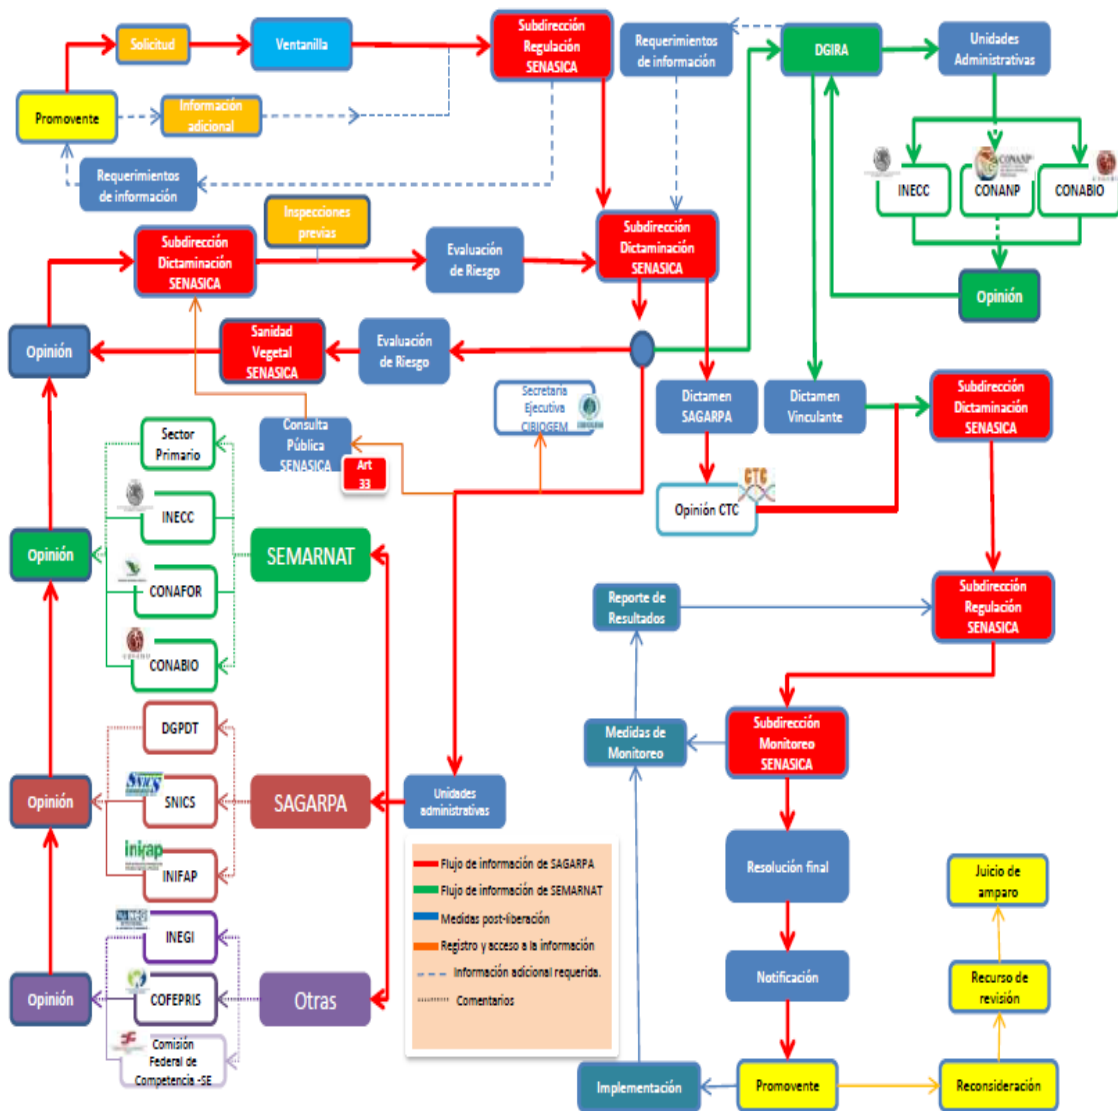 Solicitud
Ventanilla
Subdirección
Regulación
SENASICA
Requerimientos
de información
DGIRA
Unidades
Administrativas
Promovente
Información
adicional
Requerimientos
de información
INECC
CONANP
CONANP
CONABIO
Inspecciones
previas
Subdirección
Dictaminación
SENASICA
Evaluación
de Riesgo
Subdirección
Dictaminación
SENASICA
Opinión
Opinión
Sanidad
Vegetal
SENASICA
Evaluación
de Riesgo
Secretaría
Ejecutiva
CIBIOGEM
Dictamen
SAGARPA
Dictamen
Vinculante
Subdirección
Dictaminación
SENASICA
Consulta
Pública
SENASICA
Art
33
Sector
Primario
CTC
Opinión CTC
INECC
Opinión
SEMARNAT
CONAFOR
CONABIO
Reporte de
Resultados
Subdirección
Regulación
SENASICA
DGPDT
Medidas de
Monitoreo
Subdirección
Monitoreo
SENASICA
Opinión
SNICS
SNICS
SAGARPA
Unidades
administrativas
inifap
INIFAP
Flujo de información de SAGARPA
Flujo de información de SEMARNAT
Medidas post-liberación
Registro y acceso a la información
Información adicional requerida.
Comentarios
Resolución final
Juicio de
amparo
INEGI
INEGI
Opinión
COFEPRIS
Otras
Notificación
Recurso de
revisión
Comisión
Federal de
Competencia -SE
Implementación
Promovente
Reconsideración